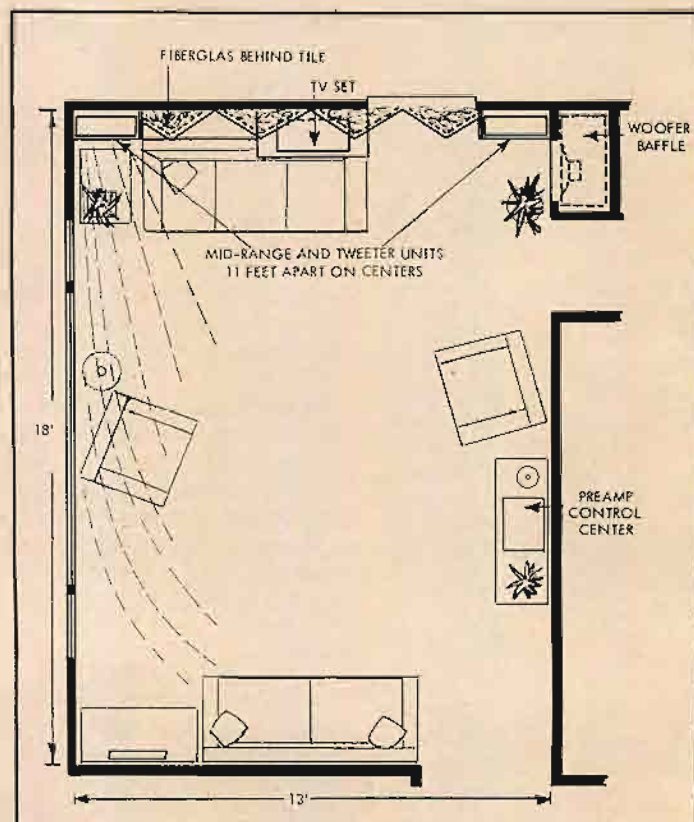 FIBERGLAS BEHIND TILE
TV SET
WOOFER
BAFFLE
MID-RANGE AND TWEETER UNITS
11 FEET APART ON CENTERS
b
18'
PREAMP
CONTROL
CENTER
13'